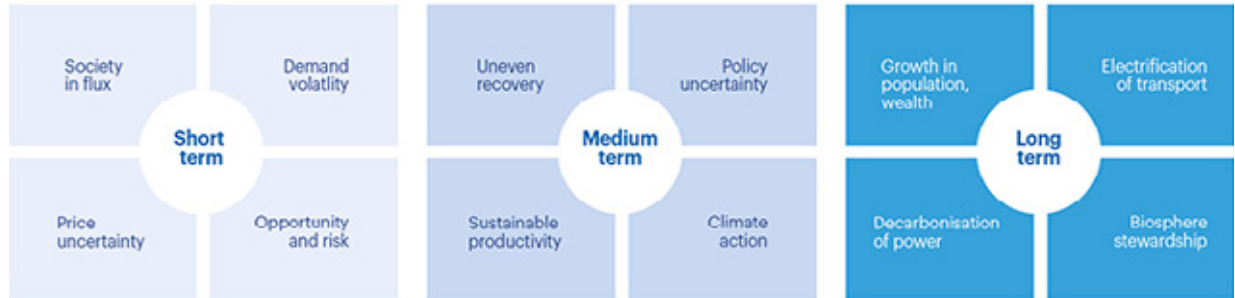 Society
in flux
Demand
volatlity
Short
term
Price
uncertainty
Opportunity
and risk
Uneven
recovery
Policy
uncertainty
Medium
term
Sustainable
productivity
Climate
action
Growth in
population,
wealth
Electrification
of transport
Long
term
Decarbonisation
of power
Biosphere
stewardship